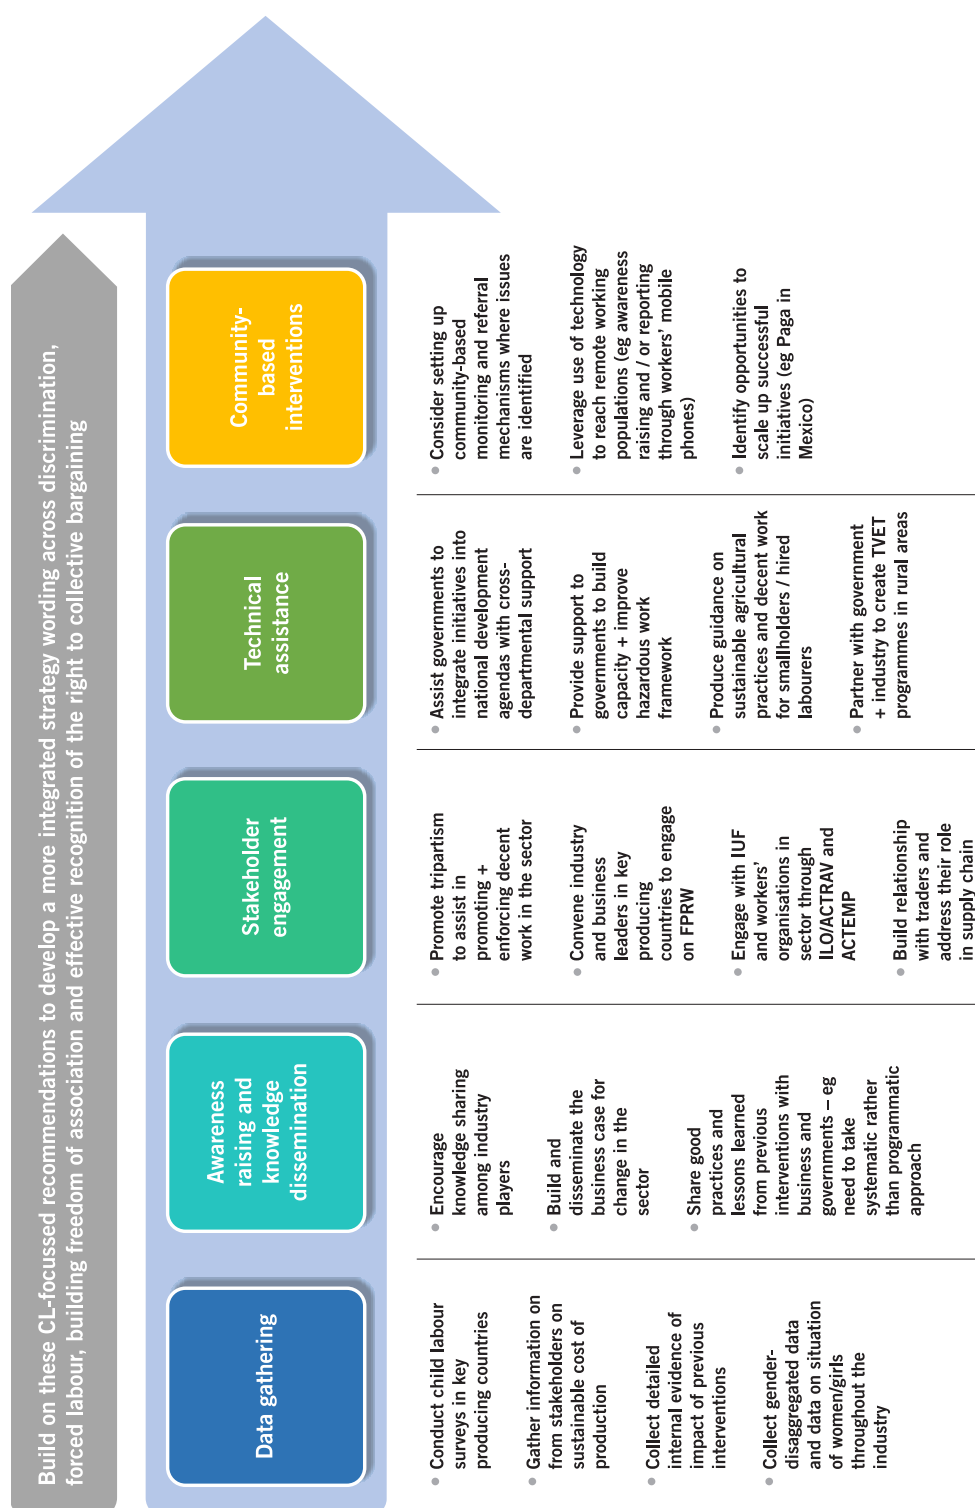 Build on these CL-focussed recommendations to develop a more integrated strategy wording across discrimination,
forced labour, building freedom of association and effective recognition of the right to collective bargaining
Data gathering
Awareness
raising and
knowledge
dissemination
Stakeholder
engagement
Technical
assistance
Community-
based
interventions
• Conduct child labour
surveys in key
producing countries
• Gather information on
from stakeholders on
sustainable cost of
production
• Collect detailed
internal evidence of
impact of previous
interventions
• Collect gender-
disaggregated data
and data on situation
of women/girls
throughout the
industry
• Encourage
knowledge sharing
among industry
players
• Build and
disseminate the
business case for
change in the
sector
• Share good
practices and
lessons learned
from previous
interventions with
business and
governments – eg
need to take
systematic rather
than programmatic
approach
• Promote tripartism
to assist in
promoting +
enforcing decent
work in the sector
• Convene industry
and business
leaders in key
producing
countries to engage
on FPRW
• Engage with IUF
and workers'
organisations in
sector through
ILO/ACTRAV and
ACTEMP
• Build relationship
with traders and
address their role
in supply chain
• Assist governments to
integrate initiatives into
national development
agendas with cross-
departmental support
• Provide support to
governments to build
capacity + improve
hazardous work
framework
• Produce guidance on
sustainable agricultural
practices and decent work
for smallholders / hired
labourers
• Partner with government
+ industry to create TVET
programmes in rural areas
• Consider setting up
community-based
monitoring and referral
mechanisms where issues
are identified
• Leverage use of technology
to reach remote working
populations (eg awareness
raising and / or reporting
through workers' mobile
phones)
• Identify opportunities to
scale up successful
initiatives (eg Paga in
Mexico)